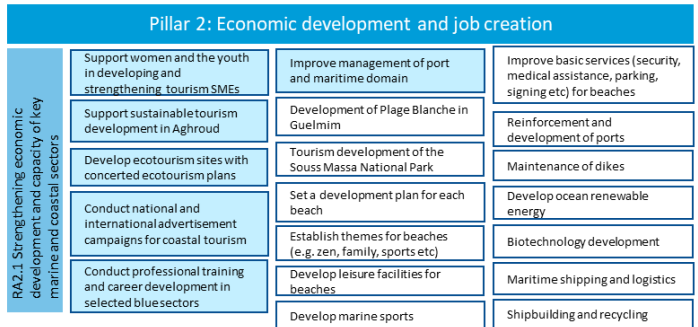 Pillar 2: Economic development and job creation
RA2.1 Strengthening economic
development and capacity of key
marine and coastal sectors
Support women and the youth
in developing and
strengthening tourism SMEs
Support sustainable tourism
development in Aghroud
Develop ecotourism sites with
concerted ecotourism plans
Conduct national and
international advertisement
campaigns for coastal tourism
Conduct professional training
and career development in
selected blue sectors
Improve management of port
and maritime domain
Development of Plage Blanche in
Guelmim
Tourism development of the
Souss Massa National Park
Set a development plan for each
beach
Establish themes for beaches
(e.g. zen, family, sports etc)
Develop leisure facilities for
beaches
Develop marine sports
Improve basic services (security,
medical assistance, parking,
signing etc) for beaches
Reinforcement and
development of ports
Maintenance of dikes
Develop ocean renewable
energy
Biotechnology development
Maritime shipping and logistics
Shipbuilding and recycling